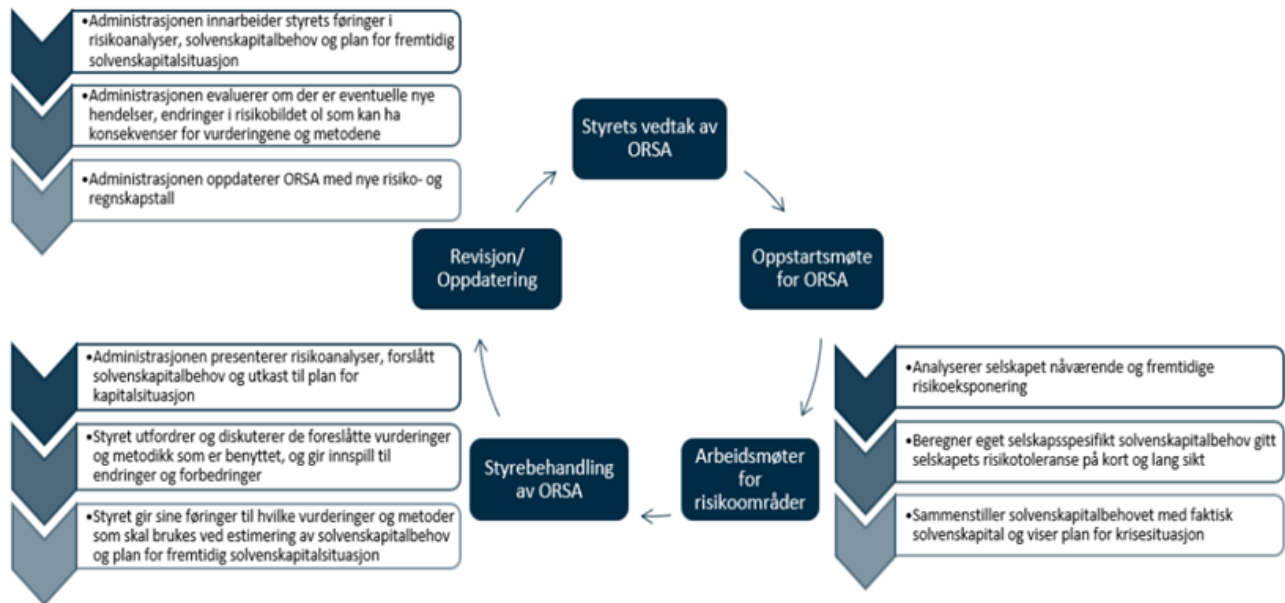 •Administrasjonen innarbeider styrets føringer i
risikoanalyser, solvenskapitalbehov og plan for fremtidig
solvenskapitalsituasjon
•Administrasjonen evaluerer om der er eventuelle nye
hendelser, endringer i risikobildet ol som kan ha
konsekvenser for vurderingene og metodene
•Administrasjonen oppdaterer ORSA med nye risiko- og
regnskapstall
Styrets vedtak av
ORSA
Revisjon/
Oppdatering
Oppstartsmøte
for ORSA
•Administrasjonen presenterer risikoanalyser, forslått
solvenskapitalbehov og utkast til plan for
kapitalsituasjon
•Styret utfordrer og diskuterer de foreslåtte vurderinger
og metodikk som er benyttet, og gir innspill til
endringer og forbedringer
•Styret gir sine føringer til hvilke vurderinger og metoder
som skal brukes ved estimering av solvenskapitalbehov
og plan for fremtidig solvenskapitalsituasjon
Styrebehandling
av ORSA
Arbeidsmøter
for
risikoområder
•Analyserer selskapet nåværende og fremtidige
risikoeksponering
•Beregner eget selskapsspesifikt solvenskapitalbehov gitt
selskapets risikotoleranse på kort og lang sikt
•Sammenstiller solvenskapitalbehovet med faktisk
solvenskapital og viser plan for krisesituasjon